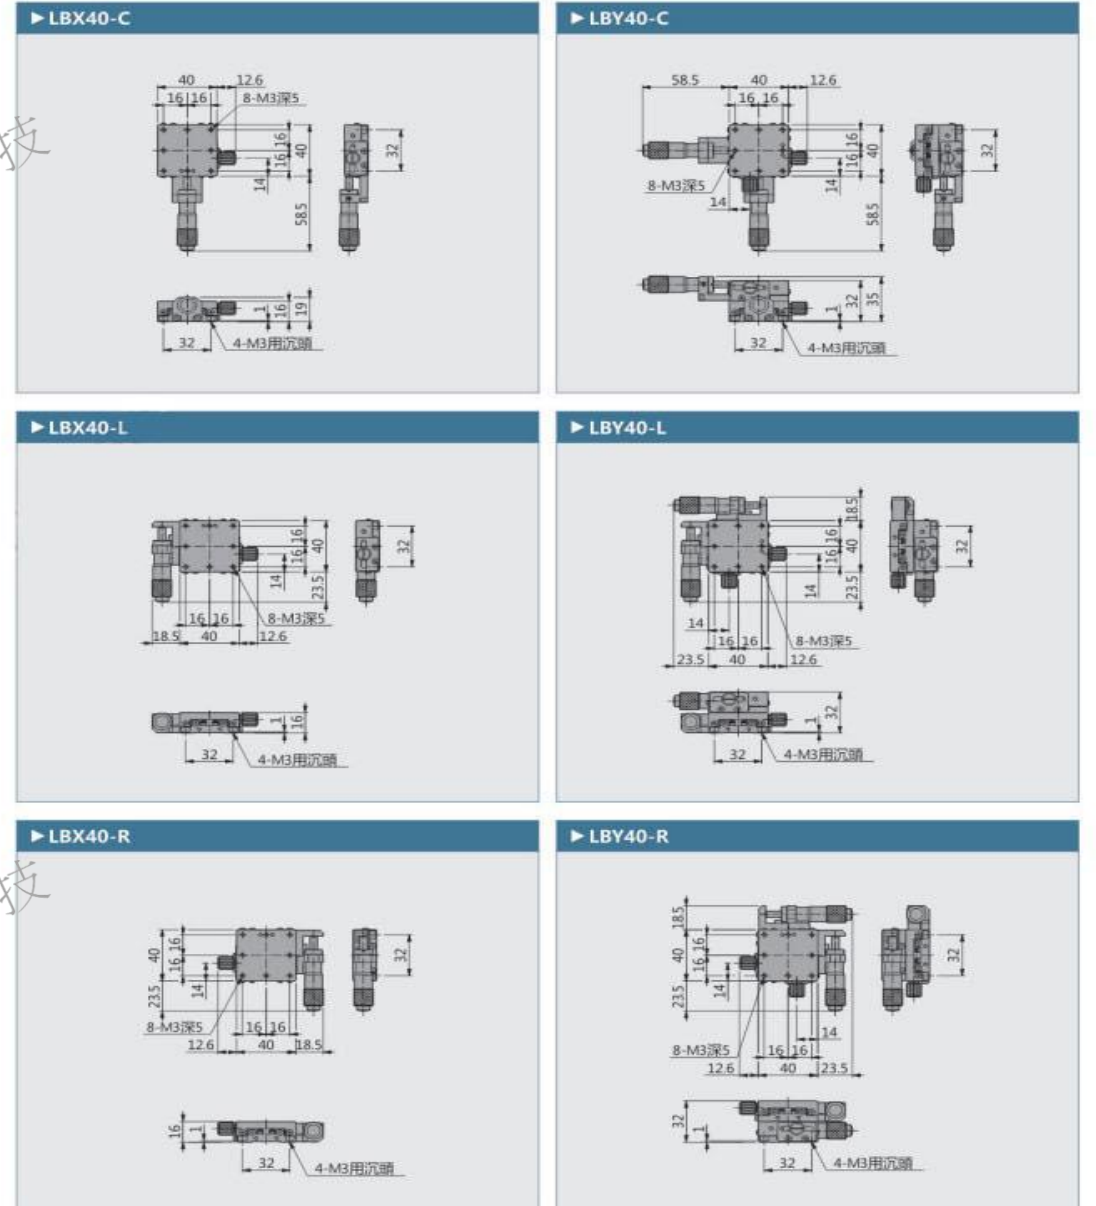 ▶LBX40-C
40 12.6
16 16 8-M3深5
16 40 32
16
14
58.5
1 16 19
32 4-M3用沉頭
▶LBY40-C
58.5 40 12.6
16 16
16 40 32
16
8-M3深5 14
14
58.5
1 32 35
32 4-M3用沉頭
▶LBX40-L
16 40 32
16
14 23.5
16 16 8-M3深5
18.5 40 12.6
1 16
32 4-M3用沉頭
▶LBY40-L
18.5
16 40 32
16
14 23.5
14
16 16 8-M3深5
23.5 40 12.6
1 32
32 4-M3用沉頭
▶LBX40-R
40 16 32
16
23.5 14
8-M3深5 16 16
12.6 40 18.5
16 1
32 4-M3用沉頭
▶LBY40-R
18.5
40 16 32
16
23.5 14
14
8-M3深5 16 16
12.6 40 23.5
32 1
32 4-M3用沉頭
技
技